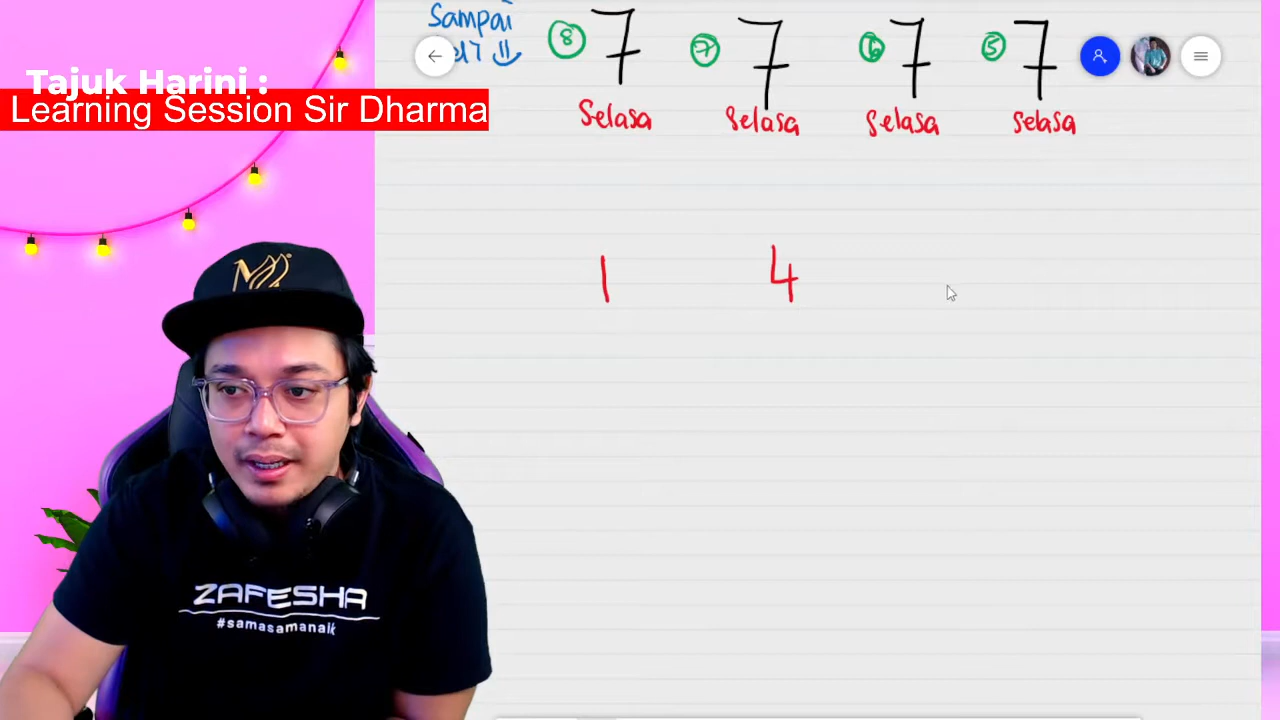 Tajuk Harini :
Learning Session Sir Dharma
Sampai
8 7 7 7 6 7 5 7
Selasa Selasa Selasa Selasa
1 4
ZAFESHA
#samasamanaik